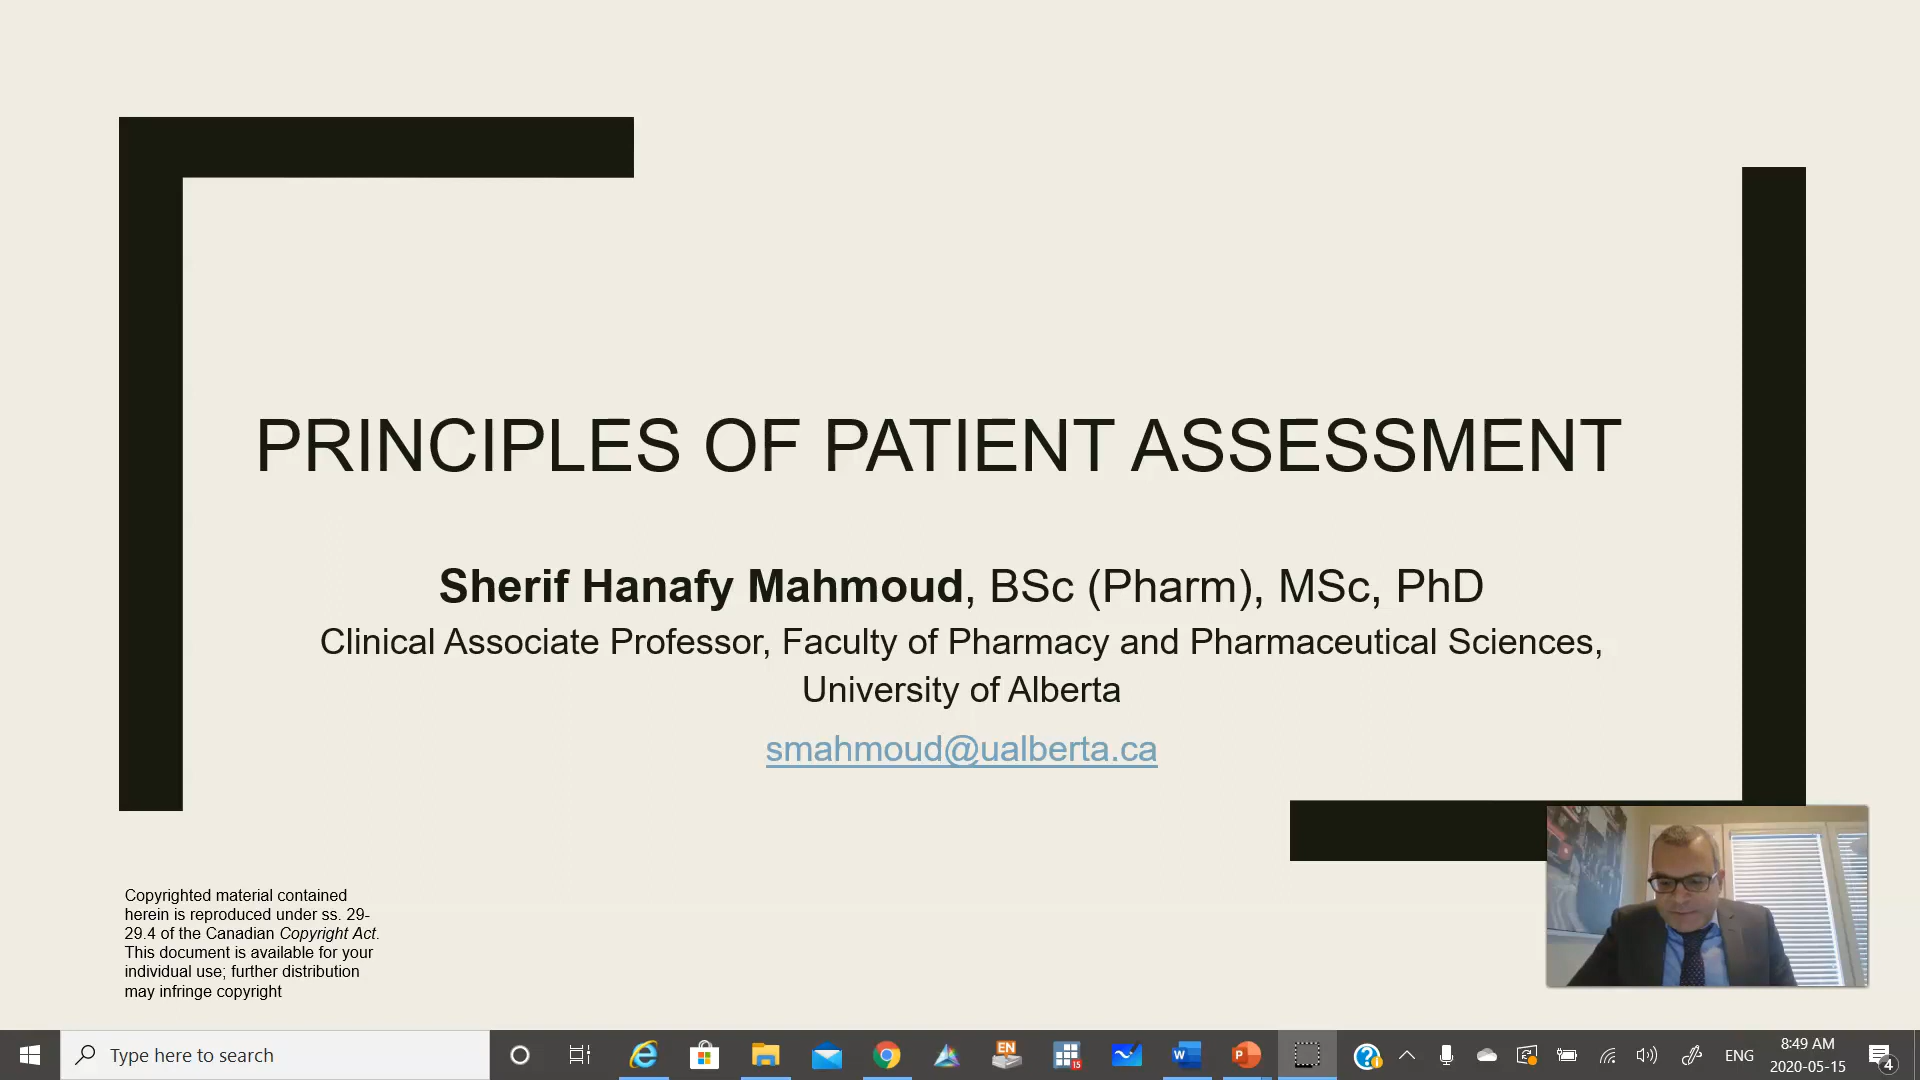 PRINCIPLES OF PATIENT ASSESSMENT
Sherif Hanafy Mahmoud, BSc (Pharm), MSc, PhD
Clinical Associate Professor, Faculty of Pharmacy and Pharmaceutical Sciences,
University of Alberta
smahmoud@ualberta.ca
Copyrighted material contained
herein is reproduced under ss. 29-
29.4 of the Canadian Copyright Act.
This document is available for your
individual use; further distribution
may infringe copyright
Type here to search
EN
15
W
P
ENG
8:49 AM
2020-05-15
4